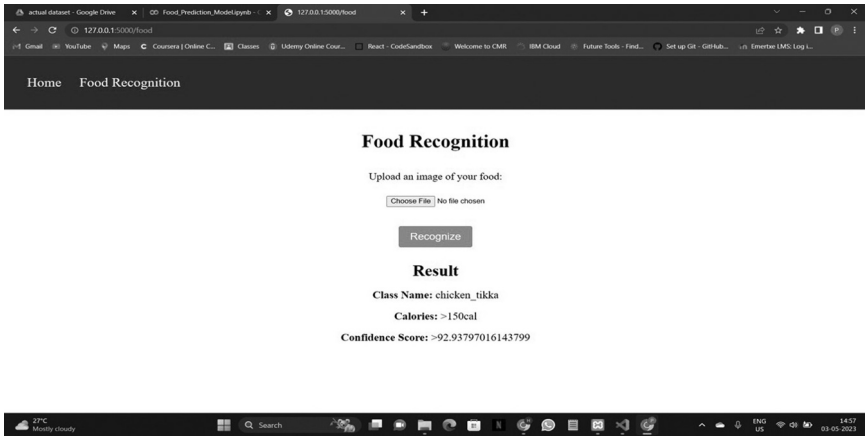 actual dataset - Google Drive
Food_Prediction_Model.ipynb - C
127.0.0.1:5000/food
127.0.0.1:5000/food
Gmail YouTube Maps Coursera | Online C... Classes Udemy Online Cour... React - CodeSandbox Welcome to CMR IBM Cloud Future Tools - Find... Set up Git - GitHub... Emertxe LMS: Log i...
Home Food Recognition
Food Recognition
Upload an image of your food:
Choose File No file chosen
Recognize
Result
Class Name: chicken_tikka
Calories: >150cal
Confidence Score: >92.93797016143799
27°C
Mostly cloudy
Search
ENG
US
14:57
03-05-2023